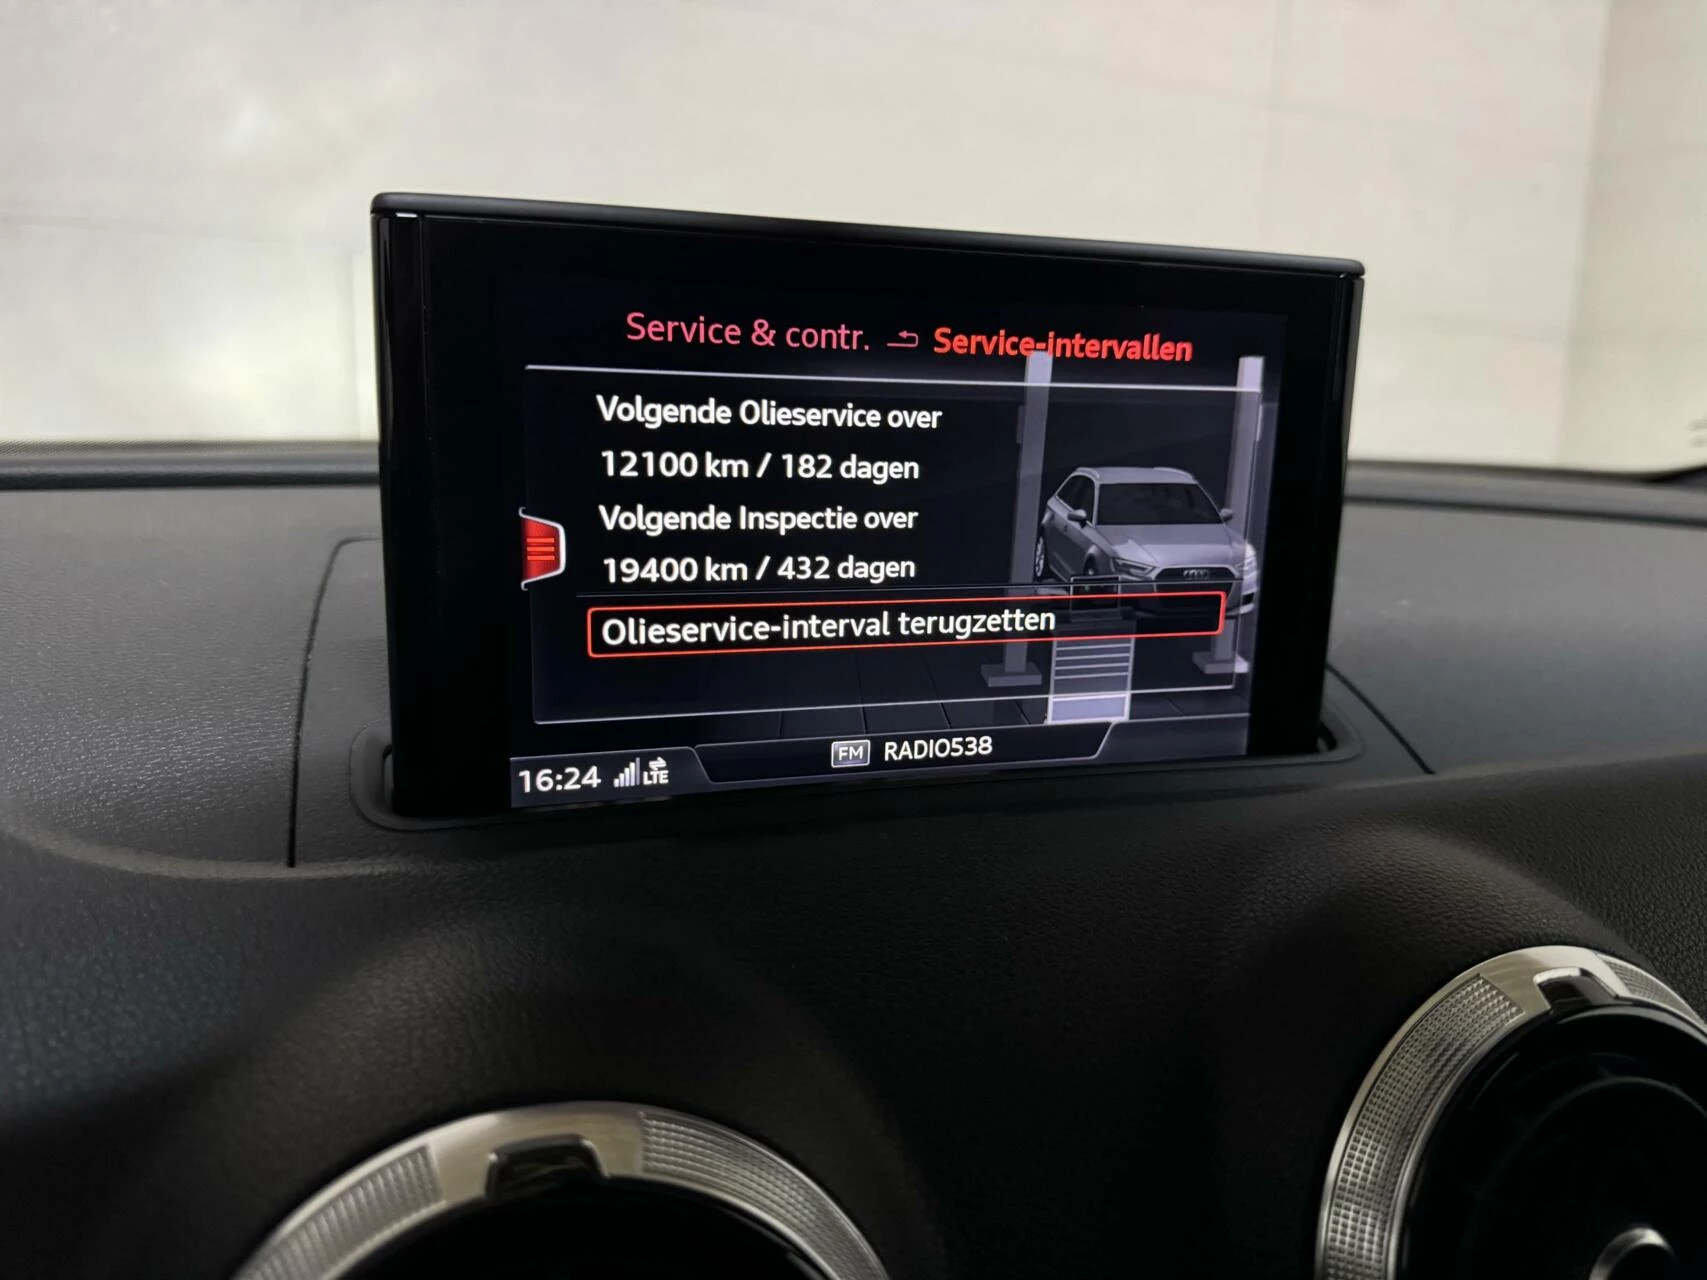 Service & contr. Service-intervallen
Volgende Olieservice over
12100 km / 182 dagen
Volgende Inspectie over
19400 km / 432 dagen
Olieservice-interval terugzetten
FM RADIO538
16:24 LTE